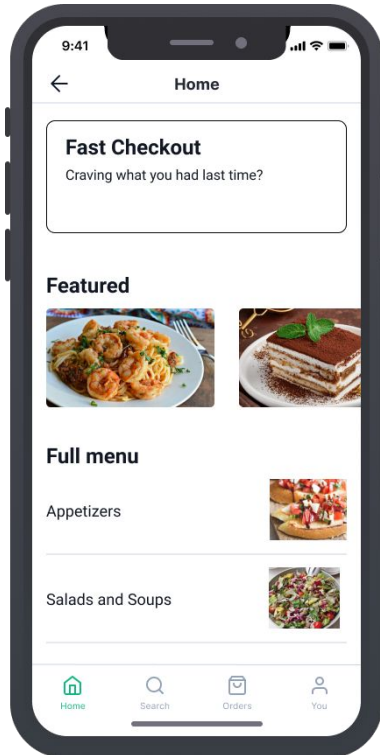 9:41
Home
Fast Checkout
Craving what you had last time?
Featured
Full menu
Appetizers
Salads and Soups
Home
Search
Orders
You